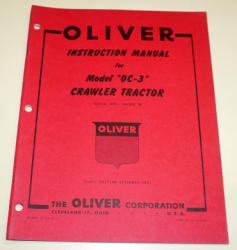 OLIVER
INSTRUCTION MANUAL
for
Model "OC-3"
CRAWLER TRACTOR
OLIVER
THE OLIVER CORPORATION
CLEVELAND 17, OHIO U.S.A.